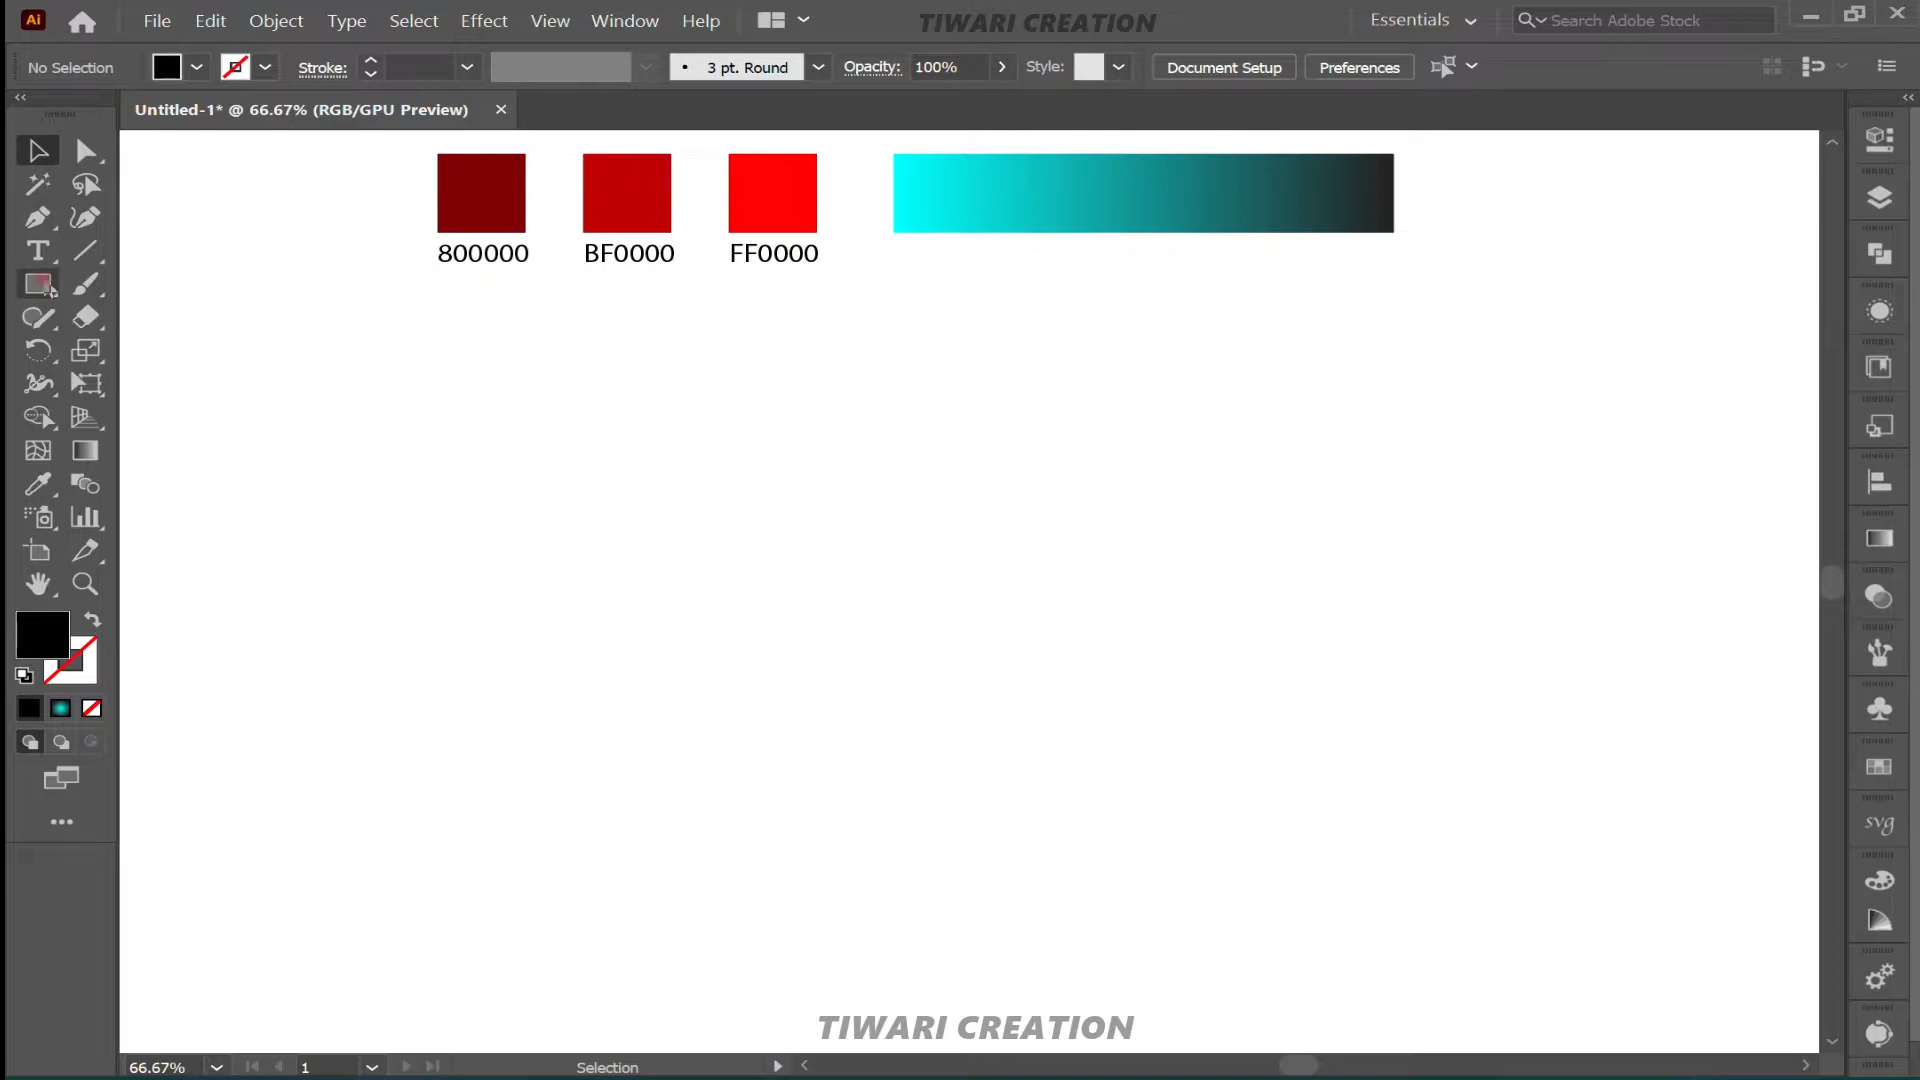 Ai File Edit Object Type Select Effect View Window Help TIWARI CREATION Essentials Search Adobe Stock
No Selection Stroke: 3 pt. Round Opacity: 100% Style: Document Setup Preferences
Untitled-1* @ 66.67% (RGB/GPU Preview)
800000 BF0000 FF0000
T
svg
TIWARI CREATION
66.67% 1 Selection